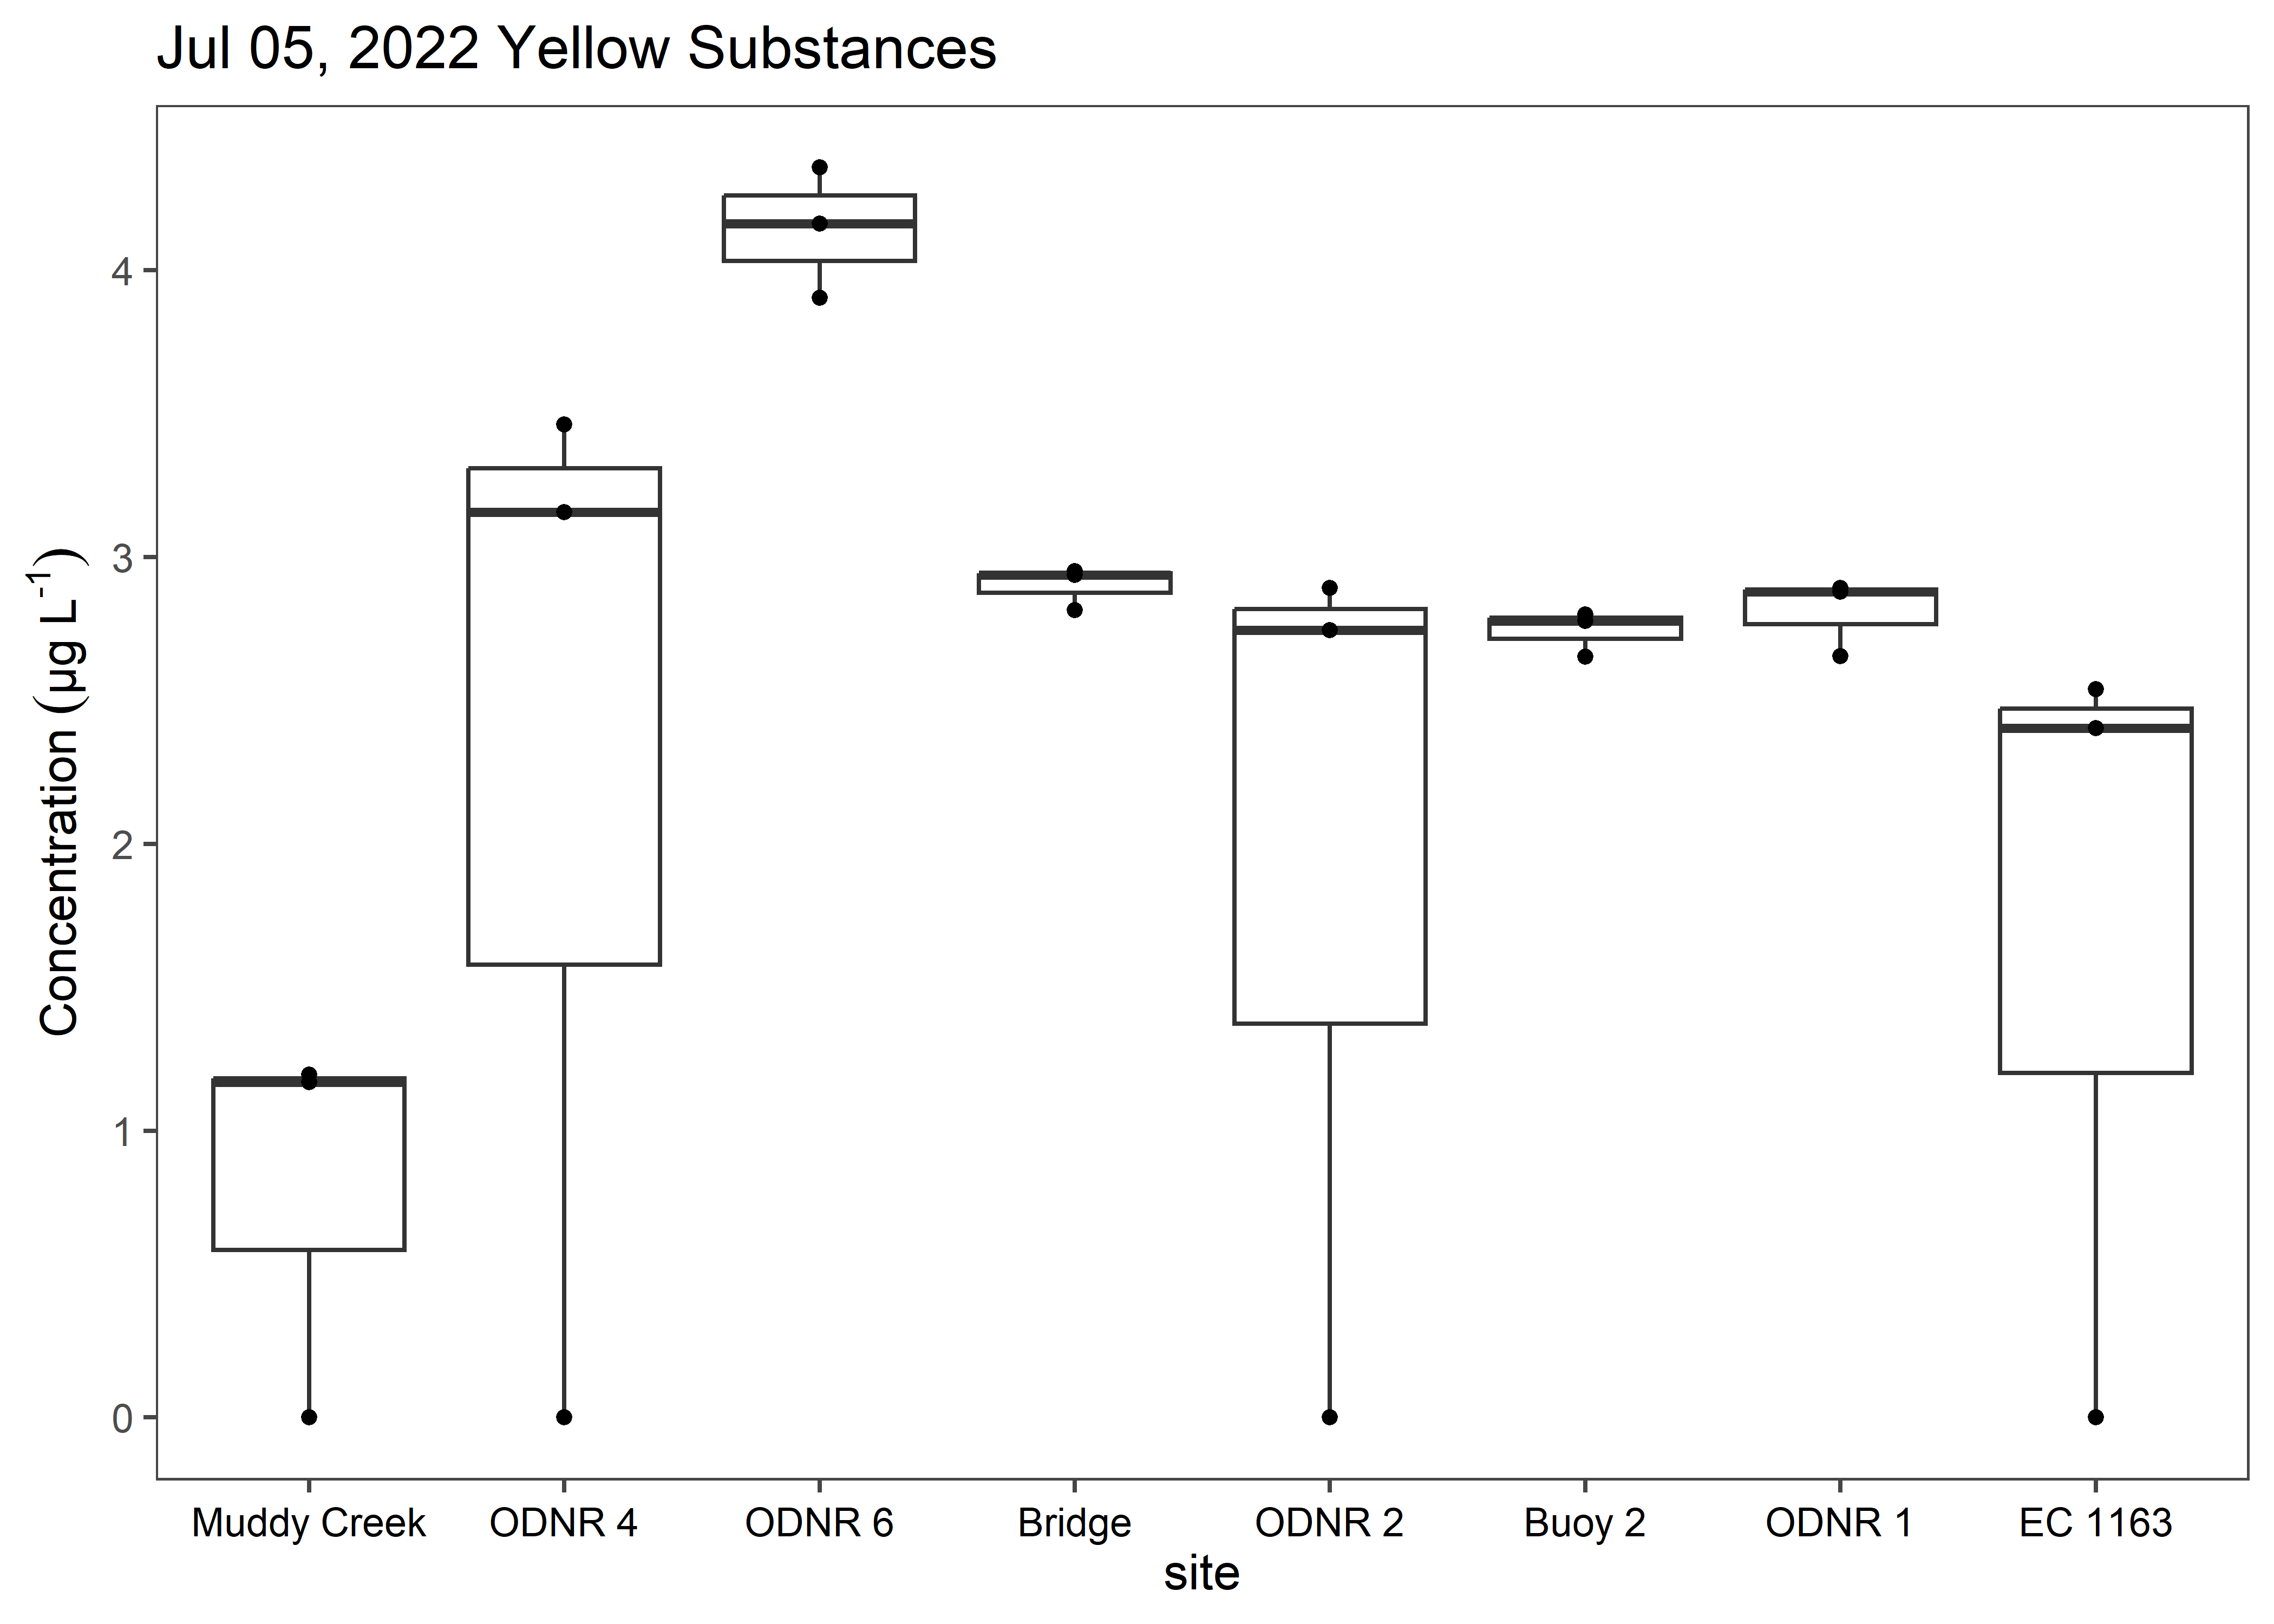 Jul 05, 2022 Yellow Substances
Concentration (µg L⁻¹)
4
3
2
1
0
Muddy Creek ODNR 4 ODNR 6 Bridge ODNR 2 Buoy 2 ODNR 1 EC 1163
site